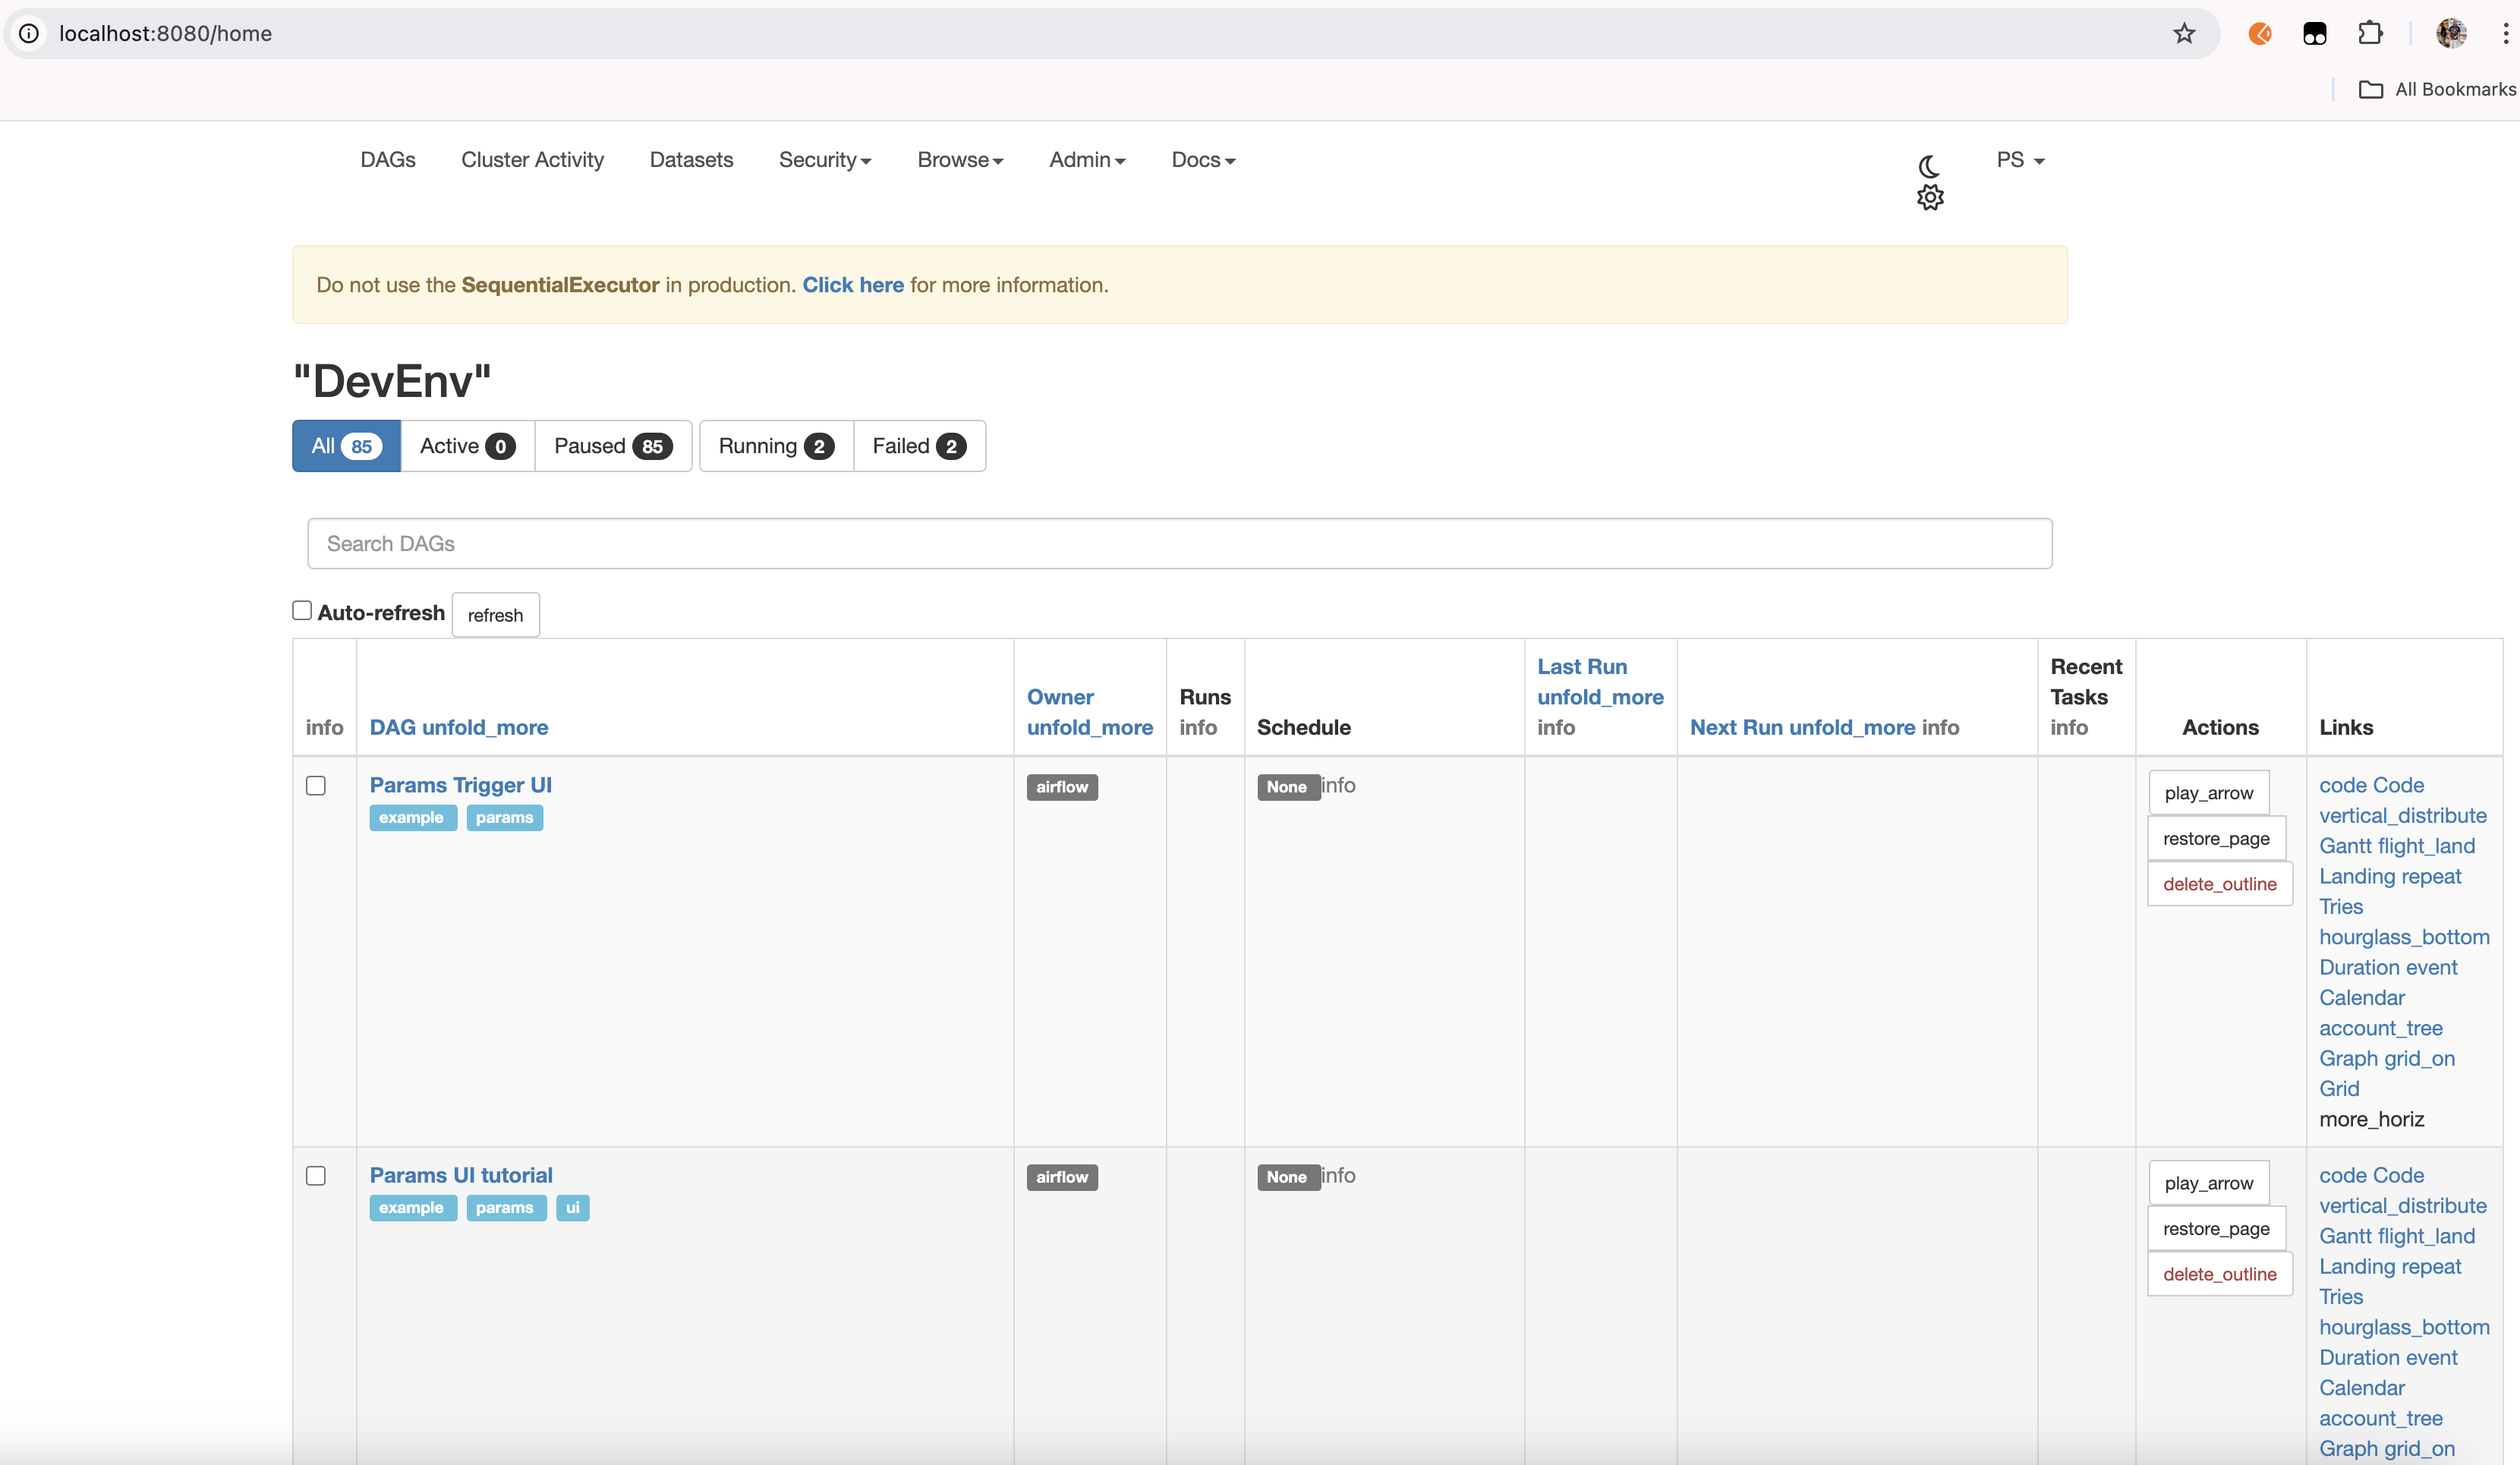 localhost:8080/home
All Bookmarks
DAGs Cluster Activity Datasets Security Browse Admin Docs PS
Do not use the SequentialExecutor in production. Click here for more information.
"DevEnv"
All 85 Active 0 Paused 85 Running 2 Failed 2
Search DAGs
Auto-refresh refresh
info
DAG unfold_more
Owner
unfold_more
Runs
info
Schedule
Last Run
unfold_more
info
Next Run unfold_more info
Recent
Tasks
info
Actions
Links
Params Trigger UI
example params
airflow
None info
play_arrow
restore_page
delete_outline
code Code
vertical_distribute
Gantt flight_land
Landing repeat
Tries
hourglass_bottom
Duration event
Calendar
account_tree
Graph grid_on
Grid
more_horiz
Params UI tutorial
example params ui
airflow
None info
play_arrow
restore_page
delete_outline
code Code
vertical_distribute
Gantt flight_land
Landing repeat
Tries
hourglass_bottom
Duration event
Calendar
account_tree
Graph grid_on